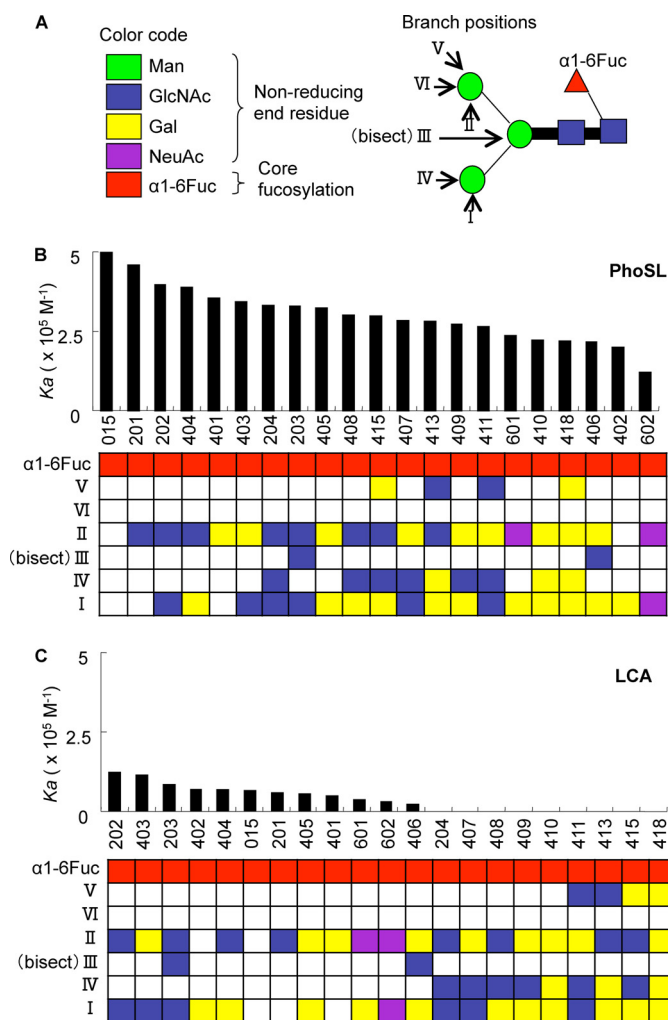 A
Color code
Man
GlcNAc
Gal
NeuAc
α1-6Fuc
Non-reducing
end residue
Core
fucosylation
Branch positions
Ⅴ
Ⅵ
Ⅱ
(bisect) Ⅲ
Ⅳ
Ⅰ
α1-6Fuc
B
PhoSL
Ka ( x 10⁵ M⁻¹)
5
2.5
0
015 201 202 404 401 403 204 203 405 408 415 407 413 409 411 601 410 418 406 402 602
α1-6Fuc
Ⅴ
Ⅵ
Ⅱ
(bisect) Ⅲ
Ⅳ
Ⅰ
C
LCA
Ka ( x 10⁵ M⁻¹)
5
2.5
0
202 403 203 402 404 015 201 405 401 601 602 406 204 407 408 409 410 411 413 415 418
α1-6Fuc
Ⅴ
Ⅵ
Ⅱ
(bisect) Ⅲ
Ⅳ
Ⅰ